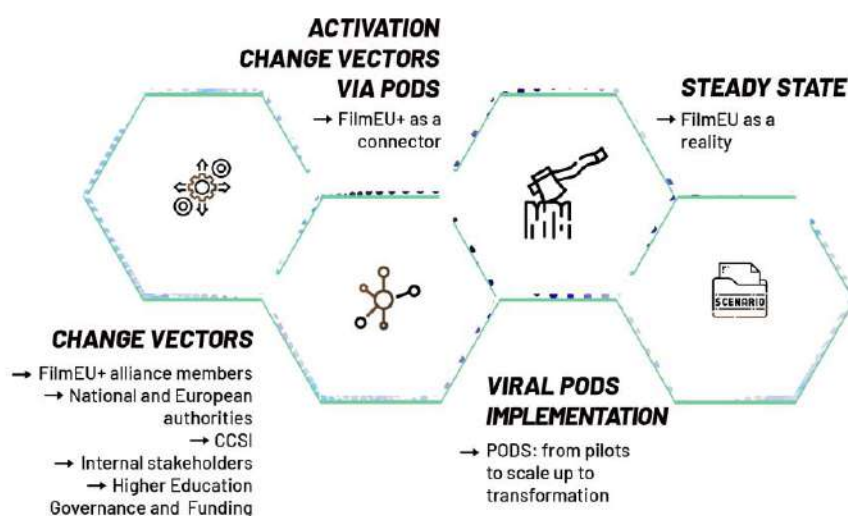 ACTIVATION
CHANGE VECTORS
VIA PODS
→ FilmEU+ as a
connector
STEADY STATE
→ FilmEU as a
reality
SCENARIO
CHANGE VECTORS
→ FilmEU+ alliance members
→ National and European
authorities
→ CCSI
→ Internal stakeholders
→ Higher Education
Governance and Funding
VIRAL PODS
IMPLEMENTATION
→ PODS: from pilots
to scale up to
transformation